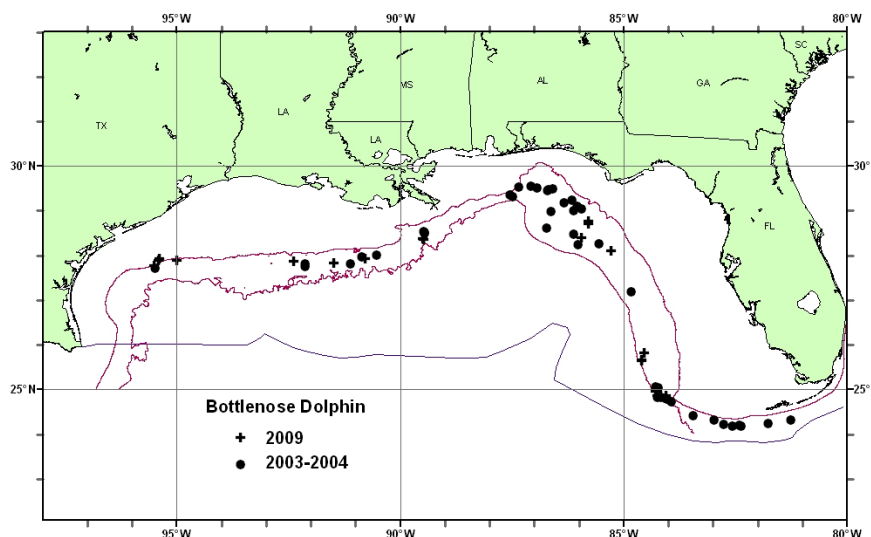 95°W 90°W 85°W 80°W
SC
MS AL GA
TX LA
LA
30°N 30°N
FL
25°N 25°N
Bottlenose Dolphin
2009
2003-2004
95°W 90°W 85°W 80°W